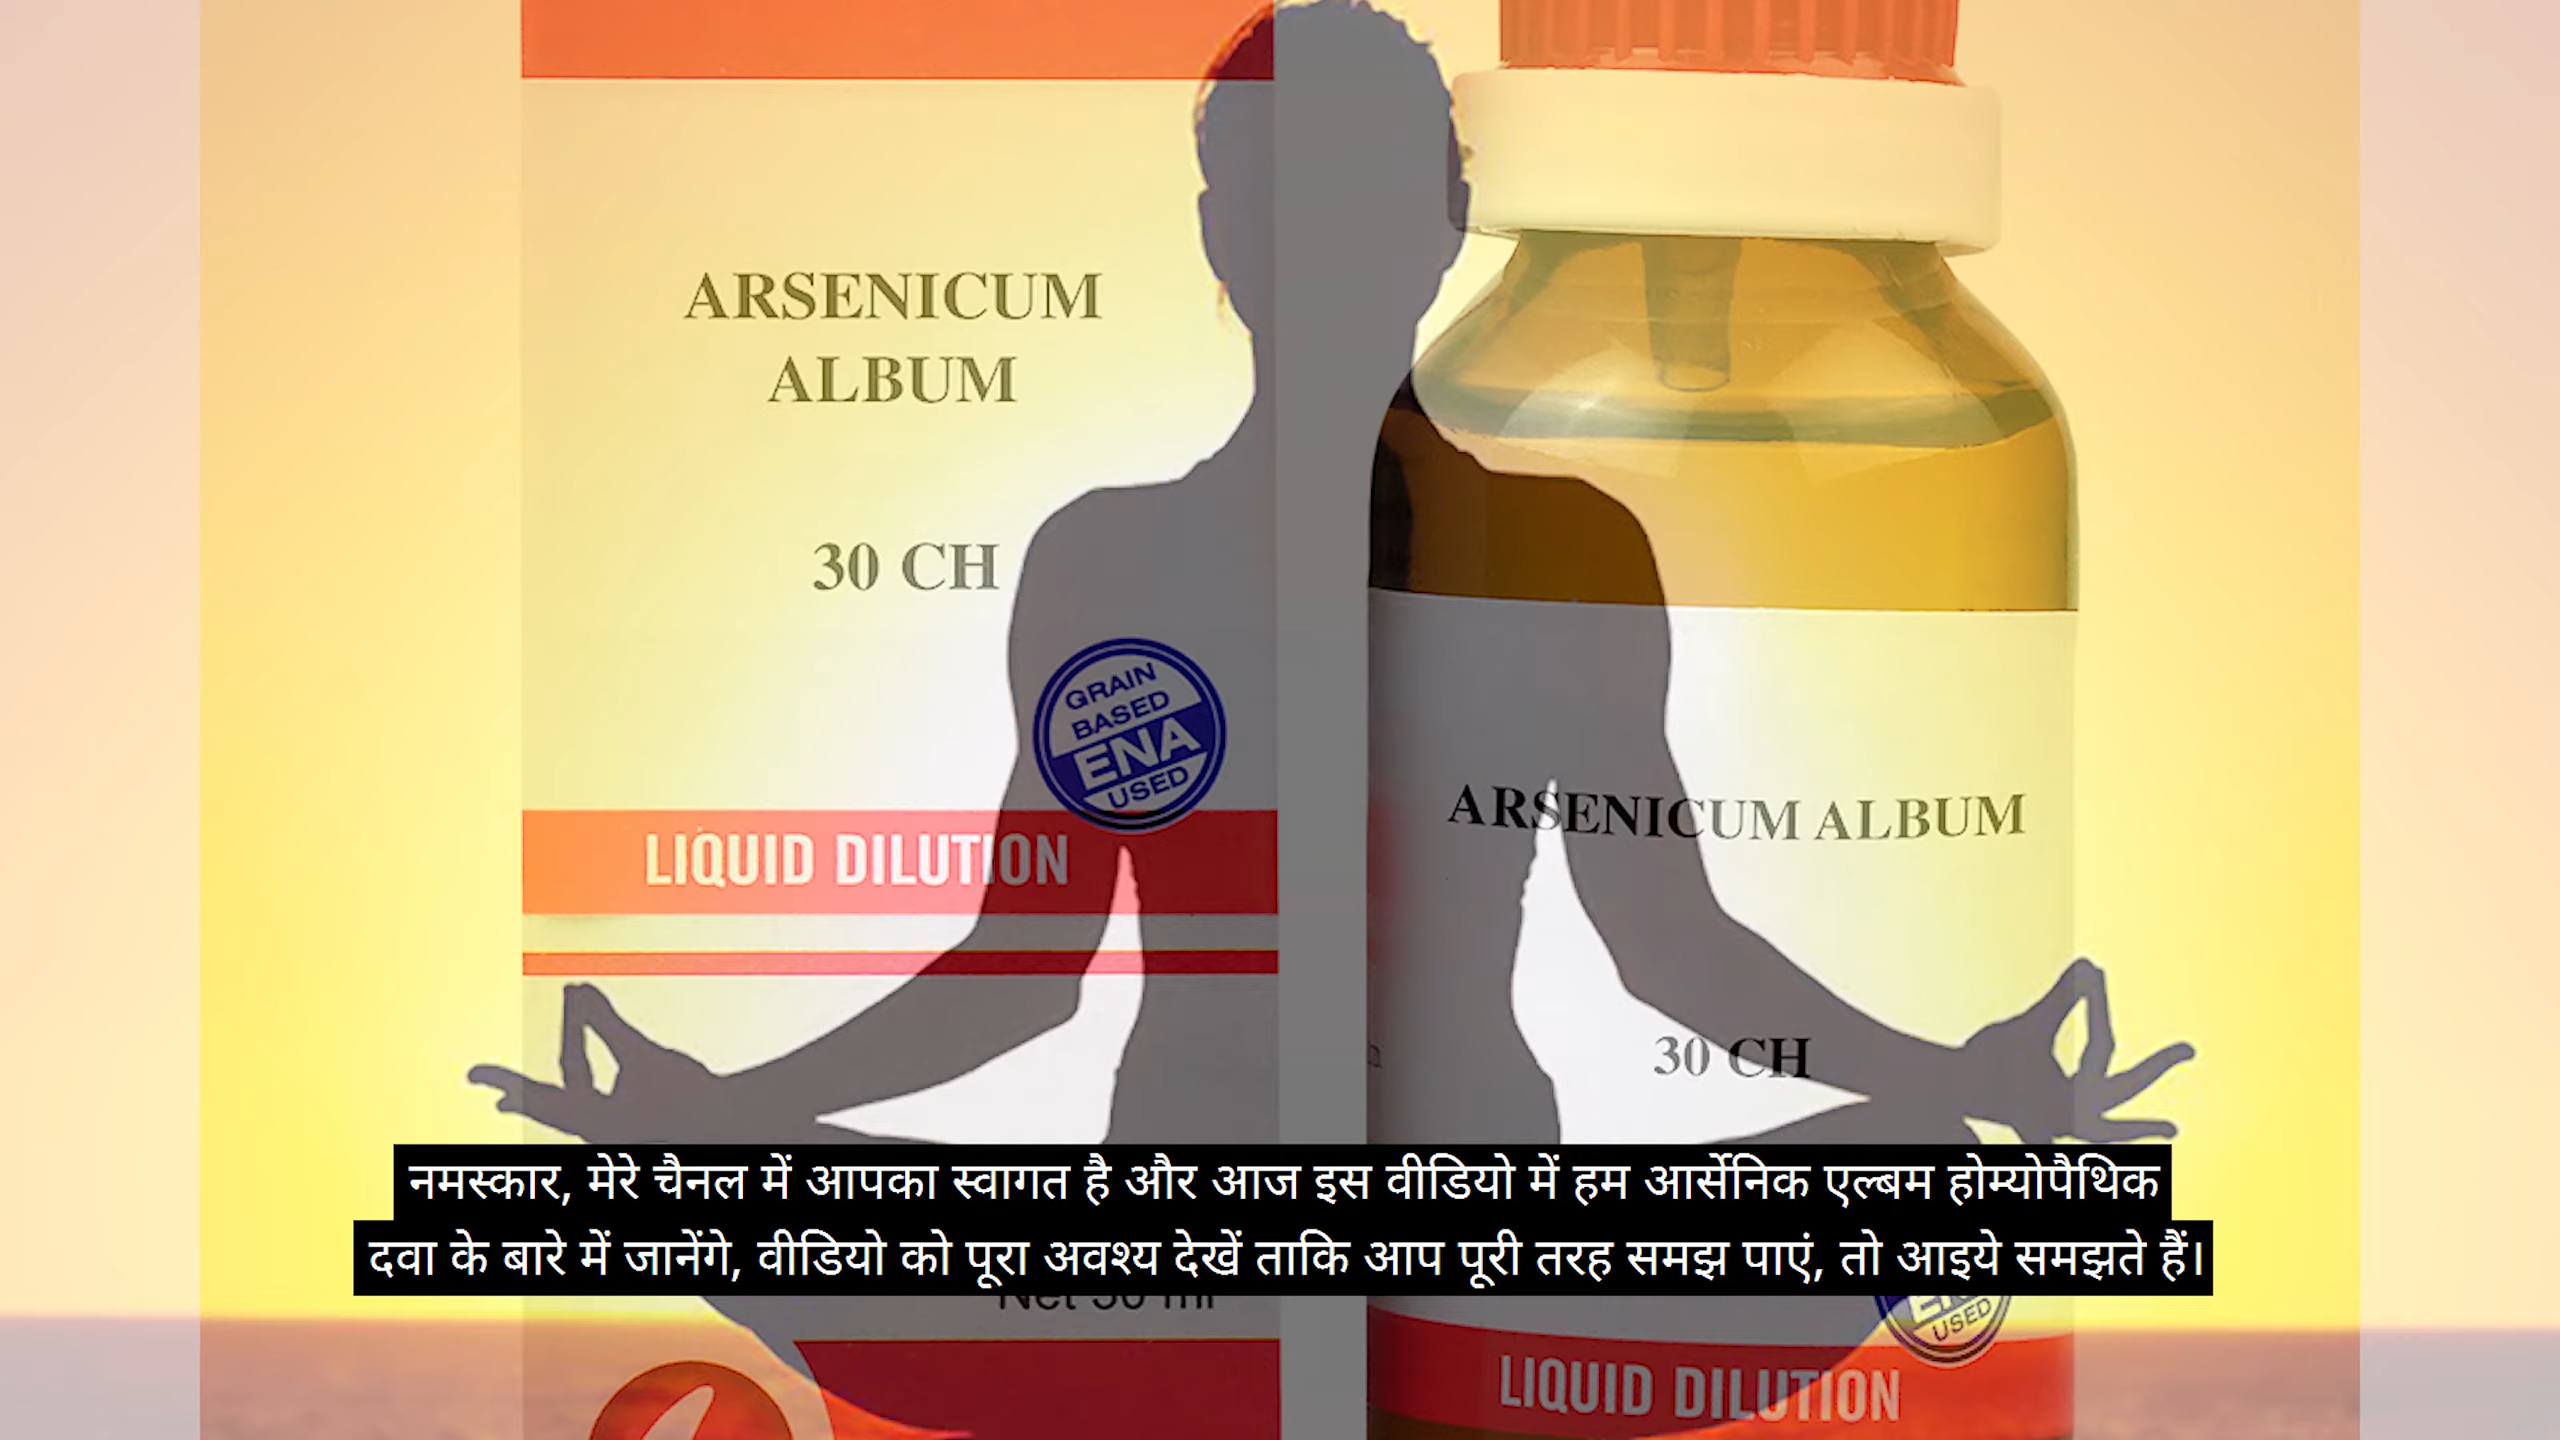 ARSENICUM
ALBUM
30 CH
GRAIN
BASED
ENA
USED
LIQUID DILUTION
ARSENICUM ALBUM
30 CH
नमस्कार, मेरे चैनल में आपका स्वागत है और आज इस वीडियो में हम आर्सेनिक एल्बम होम्योपैथिक
दवा के बारे में जानेंगे, वीडियो को पूरा अवश्य देखें ताकि आप पूरी तरह समझ पाएं, तो आइये समझते हैं।
USED
LIQUID DILUTION